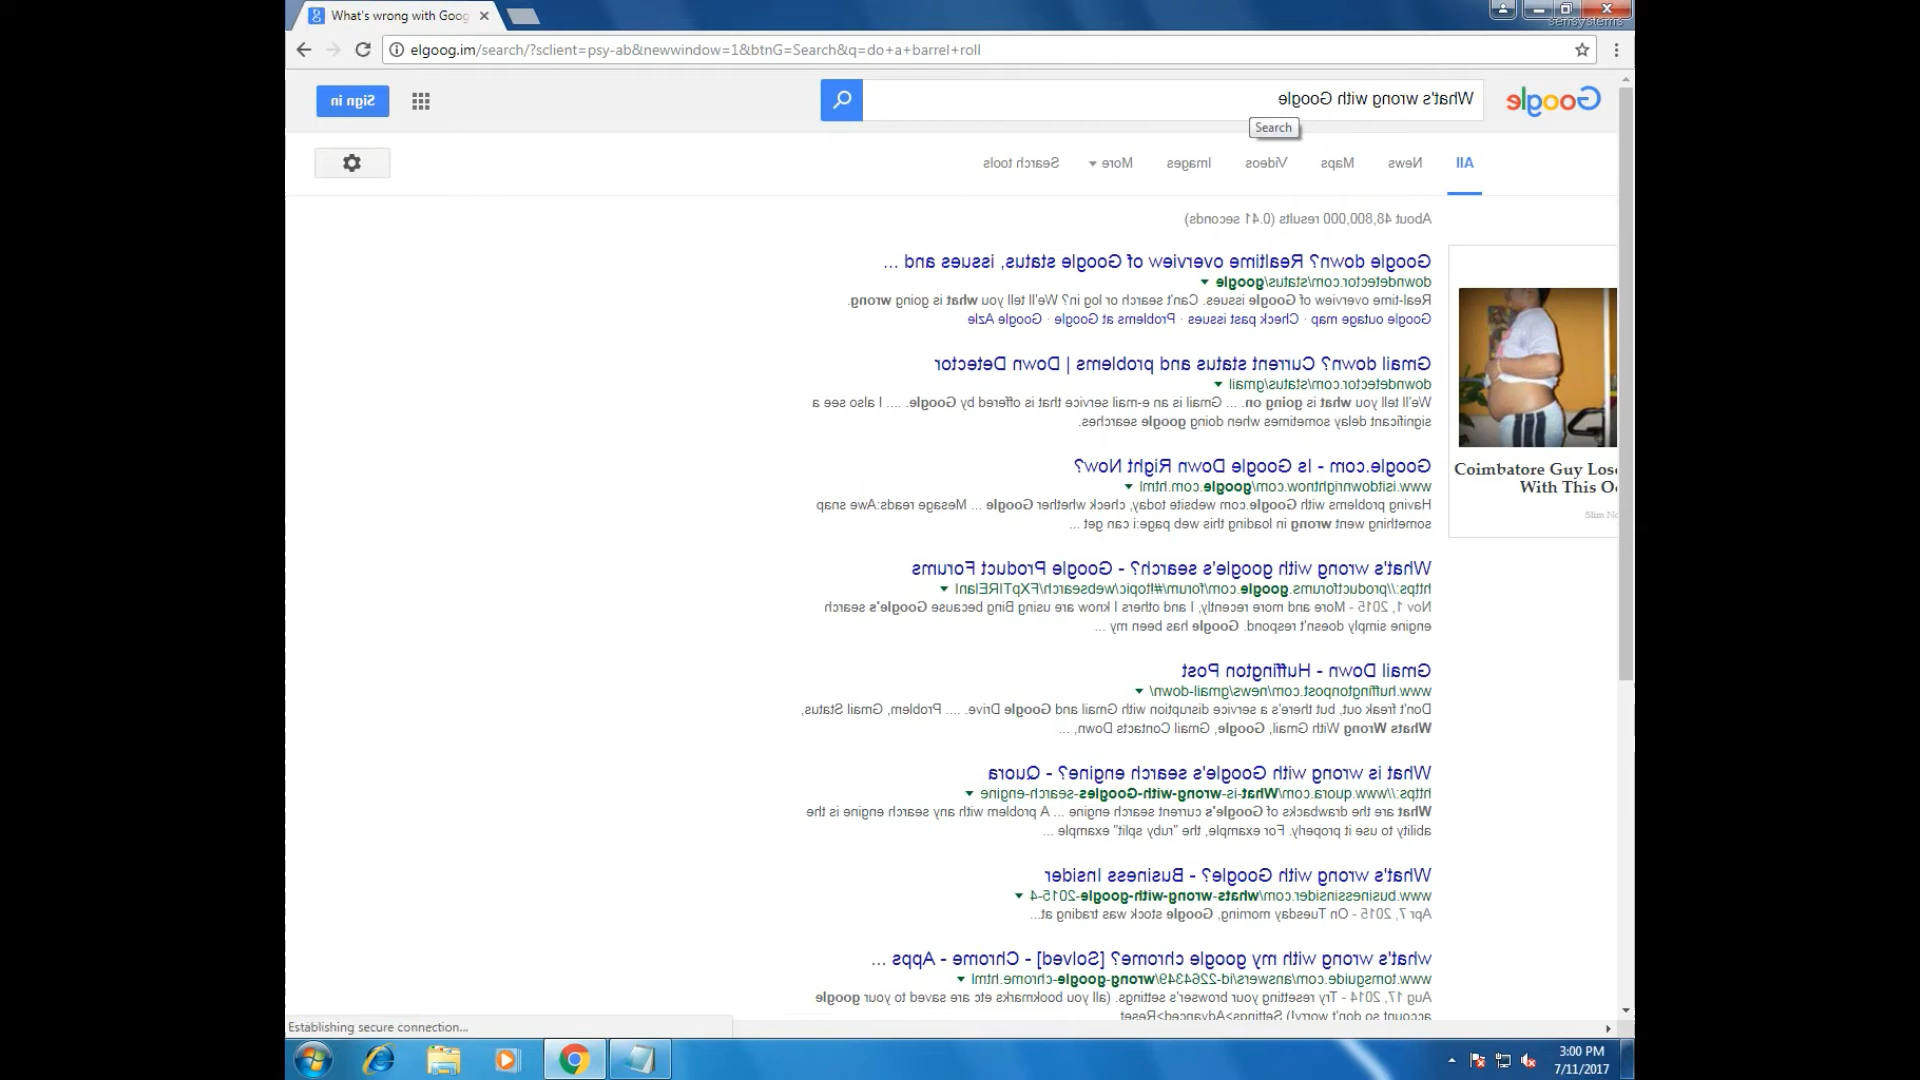 What's wrong with Goog
sensystems
elgoog.im/search/?sclient=psy-ab&newwindow=1&btnG=Search&q=do+a+barrel+roll
Google
What's wrong with Google
Sign in
Search
All
News
Maps
Videos
Images
More
Search tools
About 48,800,000 results (0.41 seconds)
Google down? Realtime overview of Google status, issues and ...
downdetector.com/status/google
Real-time overview of Google issues. Can't search or log in? We'll tell you what is going wrong.
Google outage map · Check past issues · Problems at Google · Google Azle
Gmail down? Current status and problems | Down Detector
downdetector.com/status/gmail
We'll tell you what is going on. ... Gmail is an e-mail service that is offered by Google. .... I also see a
significant delay sometimes when doing google searches.
Google.com - Is Google Down Right Now?
www.isitdownrightnow.com/google.com.html
Having problems with Google.com website today, check whether Google ... Message reads:Awe snap
something went wrong in loading this web page:i can get ...
What's wrong with google's search? - Google Product Forums
https://productforums.google.com/forum/#!topic/websearch/FXpTIRElanI
Nov 1, 2015 - More and more recently, I and others I know are using Bing because Google's search
engine simply doesn't respond. Google has been my ...
Gmail Down - Huffington Post
www.huffingtonpost.com/news/gmail-down/
Don't freak out, but there's a service disruption with Gmail and Google Drive. .... Problem, Gmail Status,
Whats Wrong With Gmail, Google, Gmail Contacts Down, ...
What is wrong with Google's search engine? - Quora
https://www.quora.com/What-is-wrong-with-Googles-search-engine
What are the drawbacks of Google's current search engine ... A problem with any search engine is the
ability to use it properly. For example, the "ruby split" example ...
What's wrong with Google? - Business Insider
www.businessinsider.com/whats-wrong-with-google-2015-4
Apr 7, 2015 - On Tuesday morning, Google stock was trading at...
what's wrong with my google chrome? [Solved] - Chrome - Apps ...
www.tomsguide.com/answers/id-2264349/wrong-google-chrome.html
Aug 17, 2014 - Try resetting your browser's settings. (all you bookmarks etc are saved to your google
account so don't worry!) Settings>Advanced>Reset
Coimbatore Guy Lose
With This O
Slim No
Establishing secure connection...
3:00 PM
7/11/2017